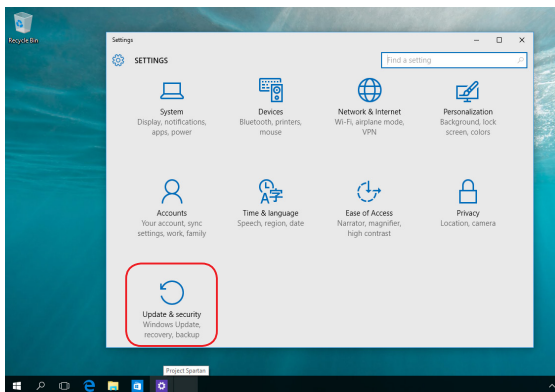 Recycle Bin
Settings
SETTINGS
Find a setting
System
Display, notifications,
apps, power
Devices
Bluetooth, printers,
mouse
Network & Internet
Wi-Fi, airplane mode,
VPN
Personalization
Background, lock
screen, colors
Accounts
Your account, sync
settings, work, family
Time & language
Speech, region, date
Ease of Access
Narrator, magnifier,
high contrast
Privacy
Location, camera
Update & security
Windows Update,
recovery, backup
Project Spartan